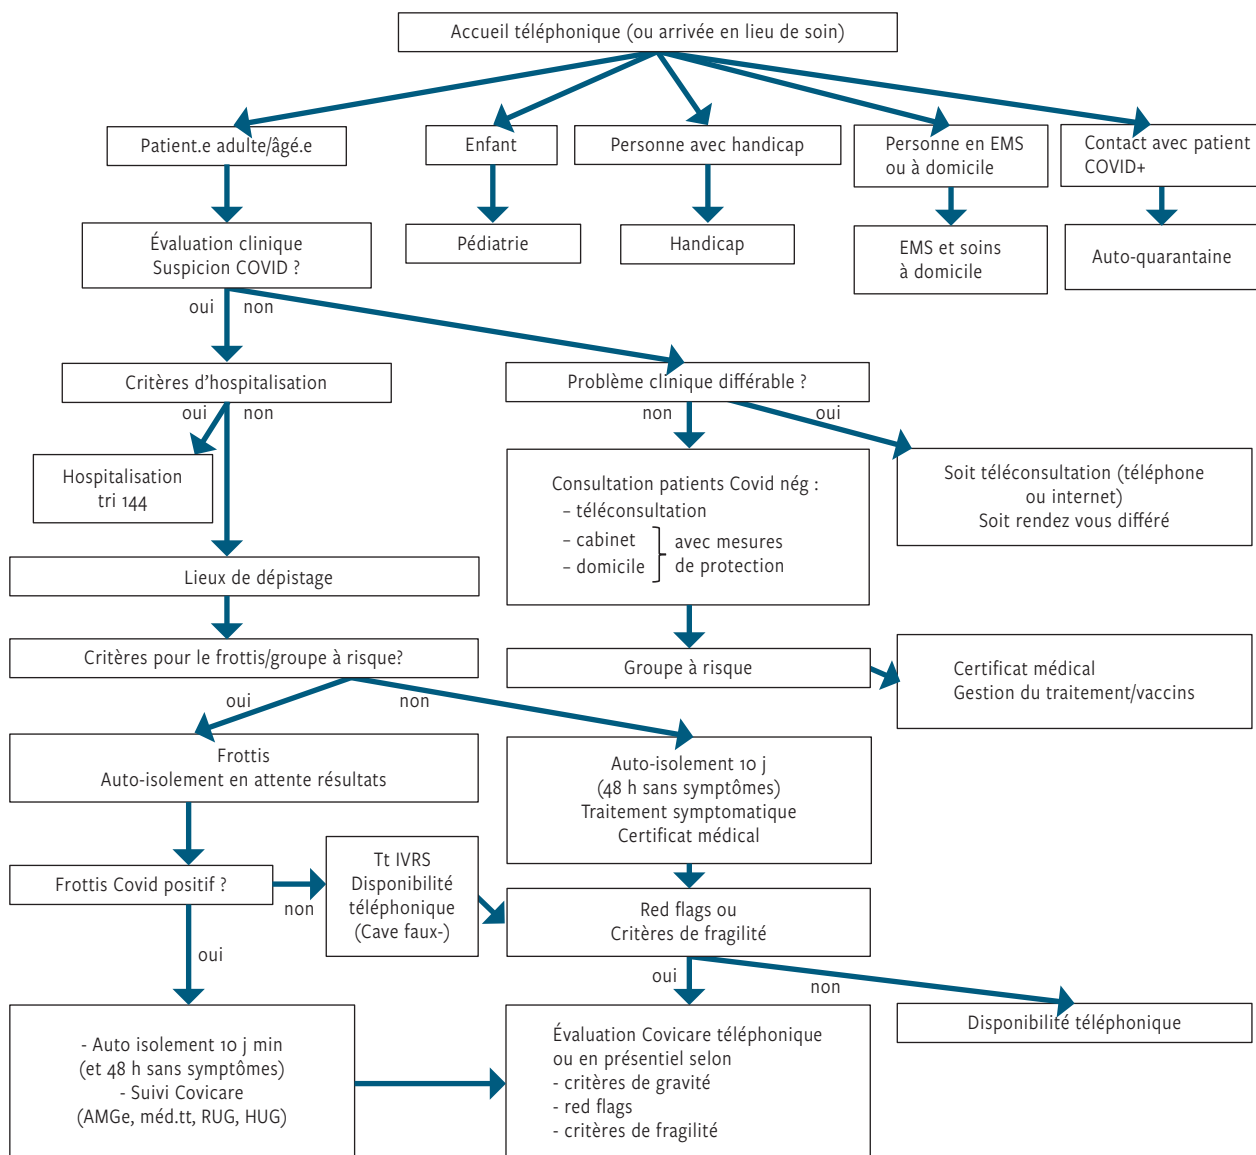 Accueil téléphonique (ou arrivée en lieu de soin)
Patient.e adulte/âgé.e
Enfant
Personne avec handicap
Personne en EMS
ou à domicile
Contact avec patient
COVID+
Évaluation clinique
Suspicion COVID ?
Pédiatrie
Handicap
EMS et soins
à domicile
Auto-quarantaine
oui
non
Critères d'hospitalisation
Problème clinique différable ?
oui
non
non
oui
Hospitalisation
tri 144
Consultation patients Covid nég :
– téléconsultation
– cabinet
– domicile
avec mesures
de protection
Soit téléconsultation (téléphone
ou internet)
Soit rendez vous différé
Lieux de dépistage
Critères pour le frottis/groupe à risque?
Groupe à risque
Certificat médical
Gestion du traitement/vaccins
oui
non
Frottis
Auto-isolement en attente résultats
Auto-isolement 10 j
(48 h sans symptômes)
Traitement symptomatique
Certificat médical
Frottis Covid positif ?
non
Tt IVRS
Disponibilité
téléphonique
(Cave faux-)
Red flags ou
Critères de fragilité
oui
oui
non
- Auto isolement 10 j min
(et 48 h sans symptômes)
- Suivi Covicare
(AMGe, méd.tt, RUG, HUG)
Évaluation Covicare téléphonique
ou en présentiel selon
- critères de gravité
- red flags
- critères de fragilité
Disponibilité téléphonique